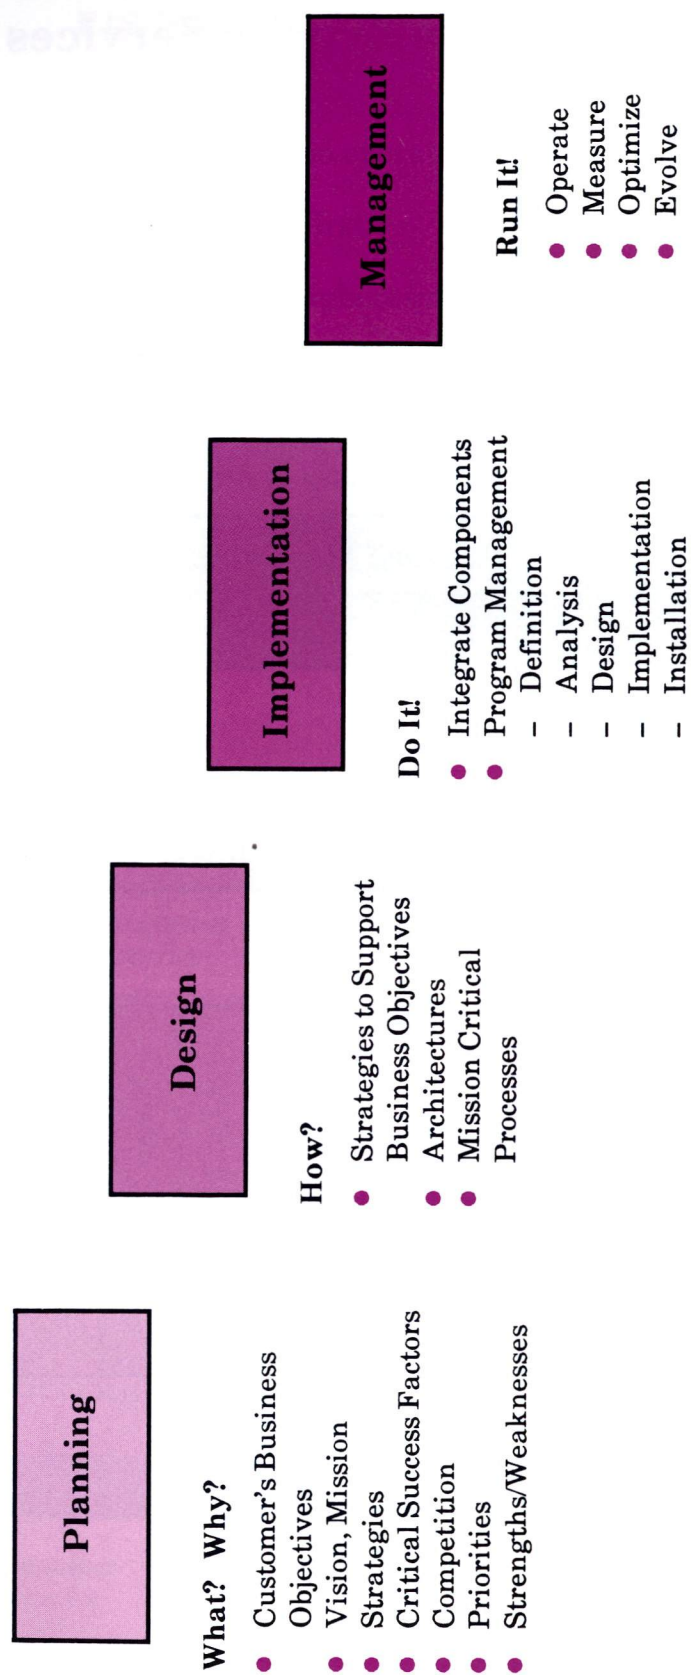 Planning
What? Why?
● Customer's Business
Objectives
● Vision, Mission
● Strategies
● Critical Success Factors
● Competition
● Priorities
● Strengths/Weaknesses
Design
How?
● Strategies to Support
Business Objectives
● Architectures
● Mission Critical
Processes
Implementation
Do It!
● Integrate Components
● Program Management
– Definition
– Analysis
– Design
– Implementation
– Installation
Management
Run It!
● Operate
● Measure
● Optimize
● Evolve